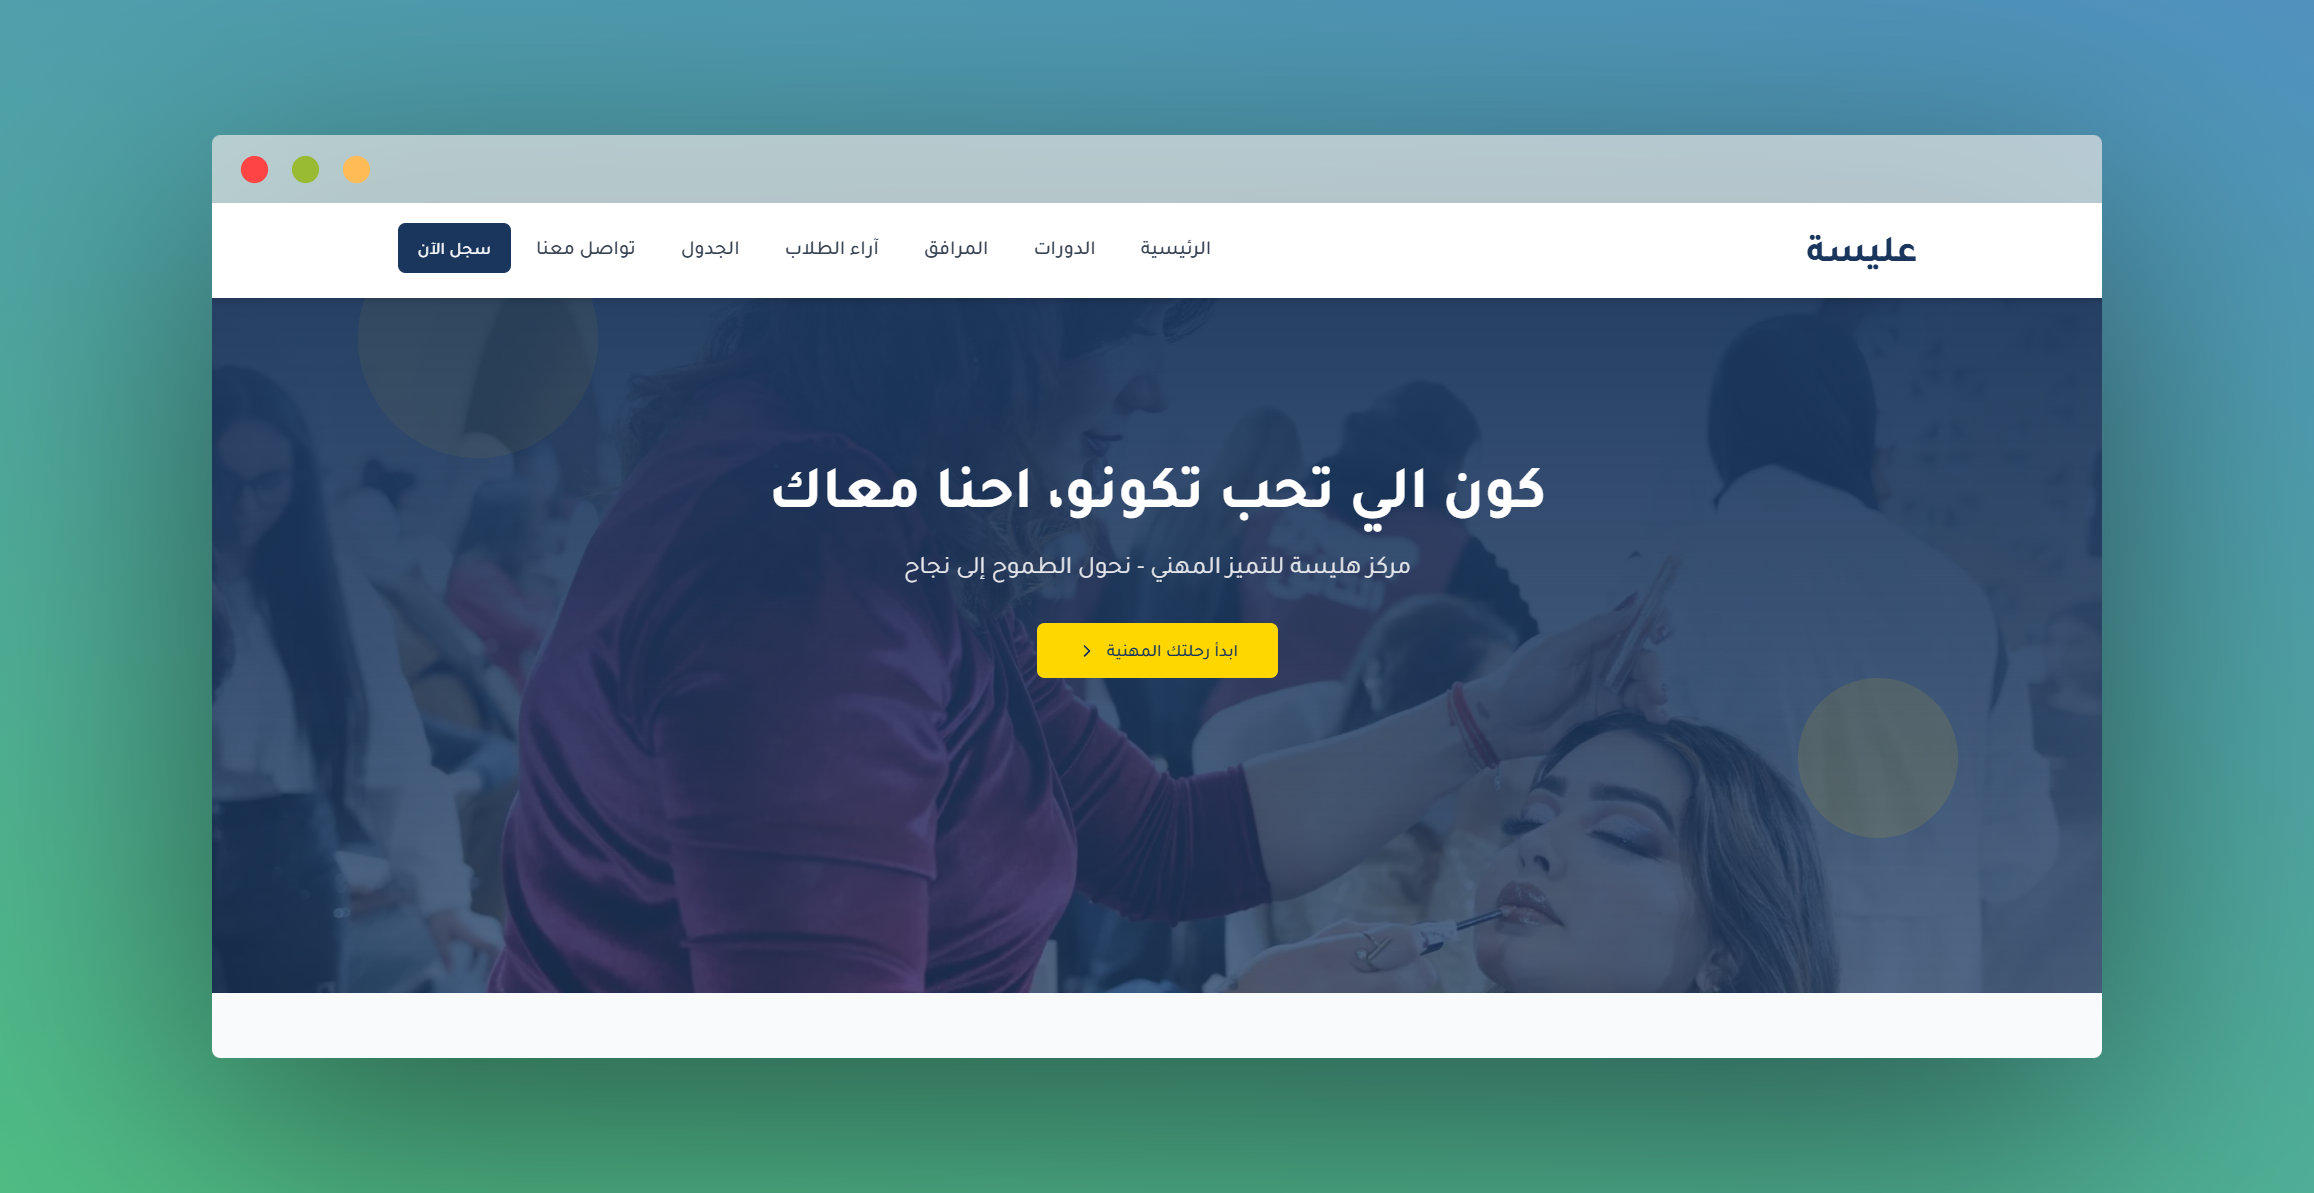 عليسة
الرئيسية
الدورات
المرافق
آراء الطلاب
الجدول
تواصل معنا
سجل الآن
كون الي تحب تكونو، احنا معاك
مركز هليسة للتميز المهني - نحول الطموح إلى نجاح
ابدأ رحلتك المهنية